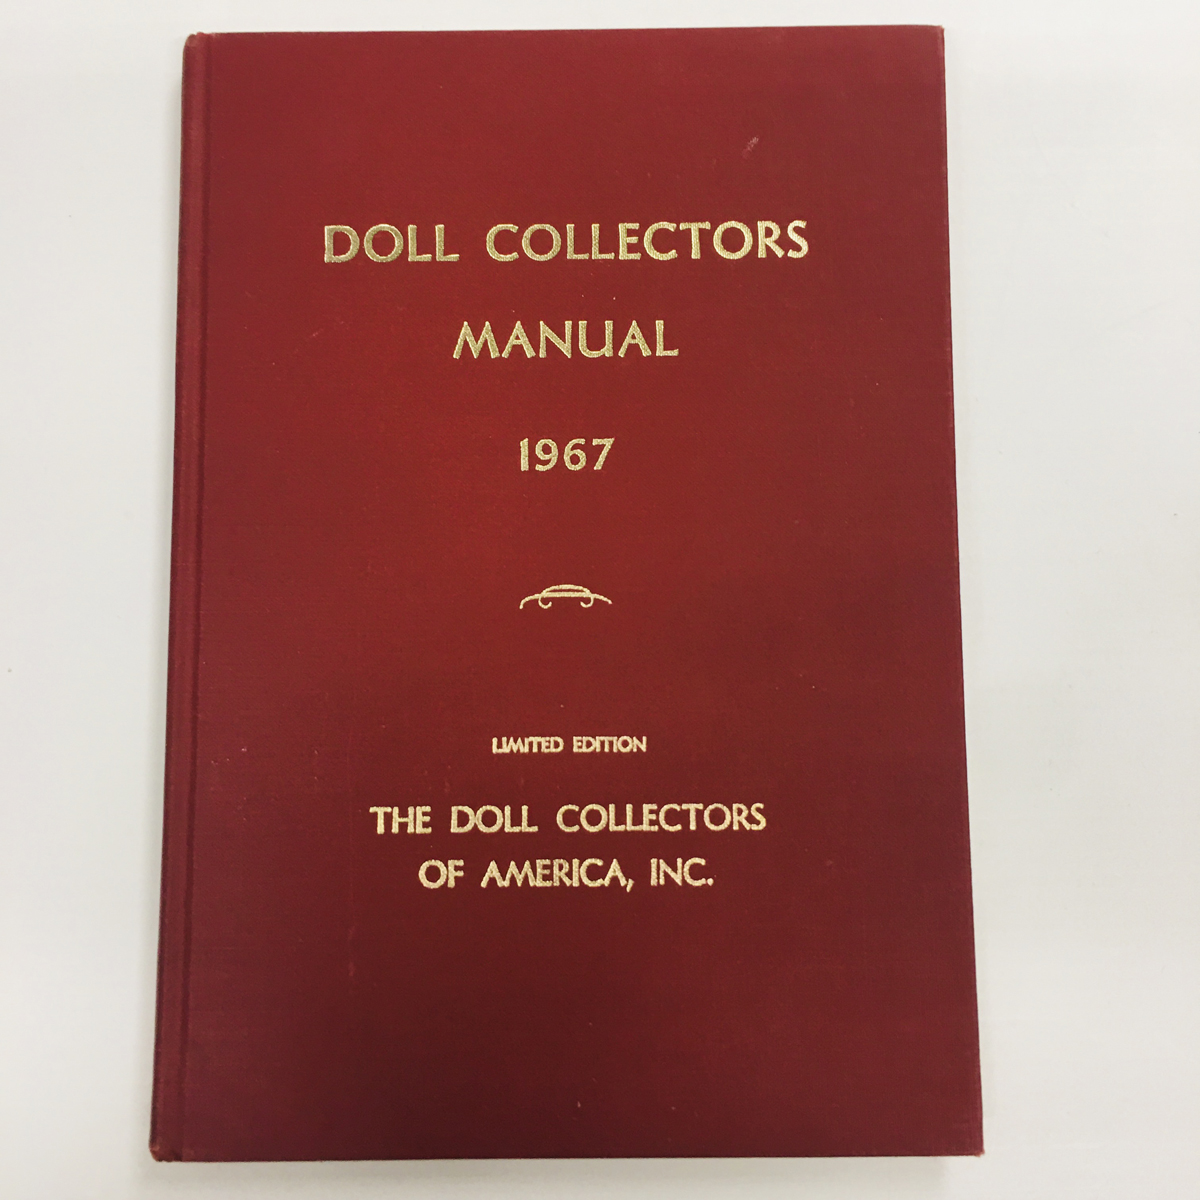 DOLL COLLECTORS
MANUAL
1967
LIMITED EDITION
THE DOLL COLLECTORS
OF AMERICA, INC.